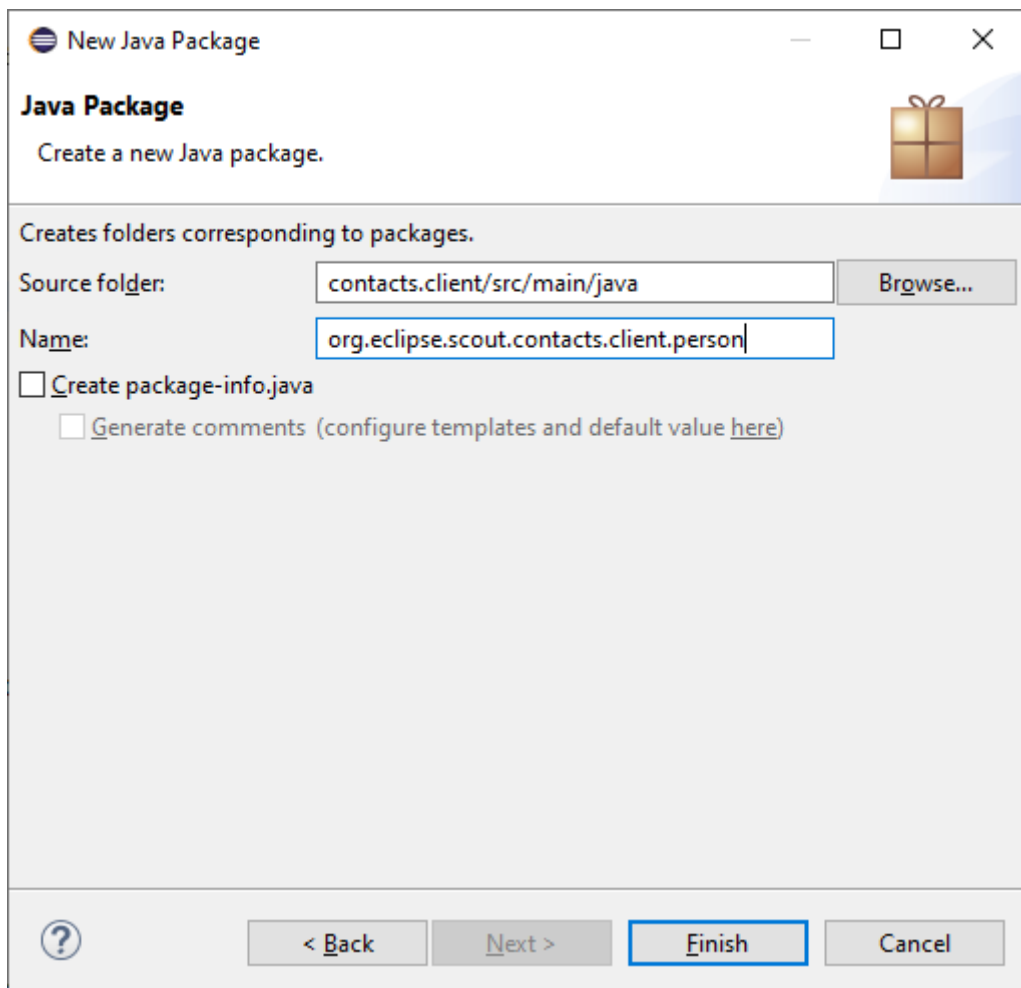 New Java Package
Java Package
Create a new Java package.
Creates folders corresponding to packages.
Source folder: contacts.client/src/main/java Browse...
Name: org.eclipse.scout.contacts.client.person
Create package-info.java
Generate comments (configure templates and default value here)
? < Back Next > Finish Cancel